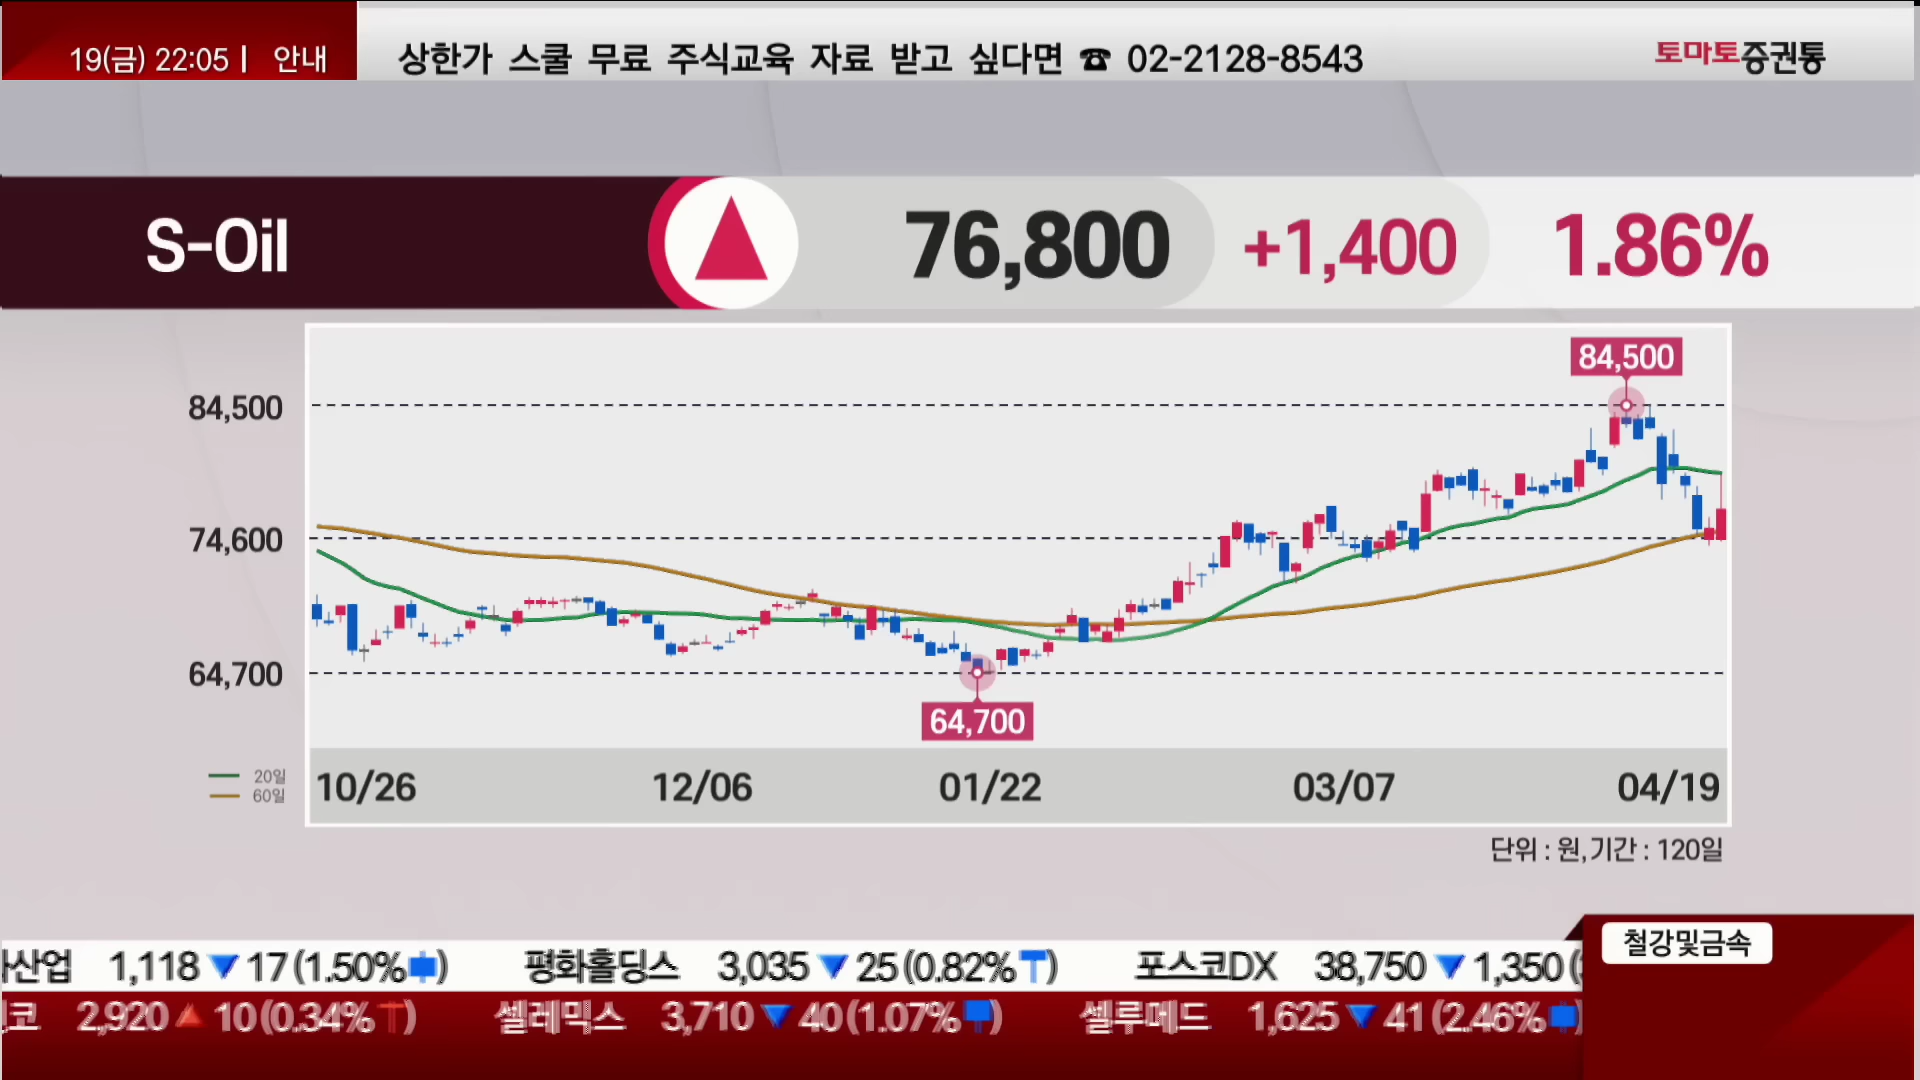 19(금) 22:05 | 안내
상한가 스쿨 무료 주식교육 자료 받고 싶다면 ☎ 02-2128-8543
토마토증권통
S-Oil ▲ 76,800 +1,400 1.86%
84,500
84,500
74,600
64,700
64,700
20일
60일
10/26 12/06 01/22 03/07 04/19
단위 : 원, 기간 : 120일
철강및금속
산업 1,118 ▼ 17 (1.50% ) 평화홀딩스 3,035 ▼ 25 (0.82% ) 포스코DX 38,750 ▼ 1,350 (
코 2,920 ▲ 10 (0.34% ) 셀레믹스 3,710 ▼ 40 (1.07% ) 셀루메드 1,625 ▼ 41 (2.46% )